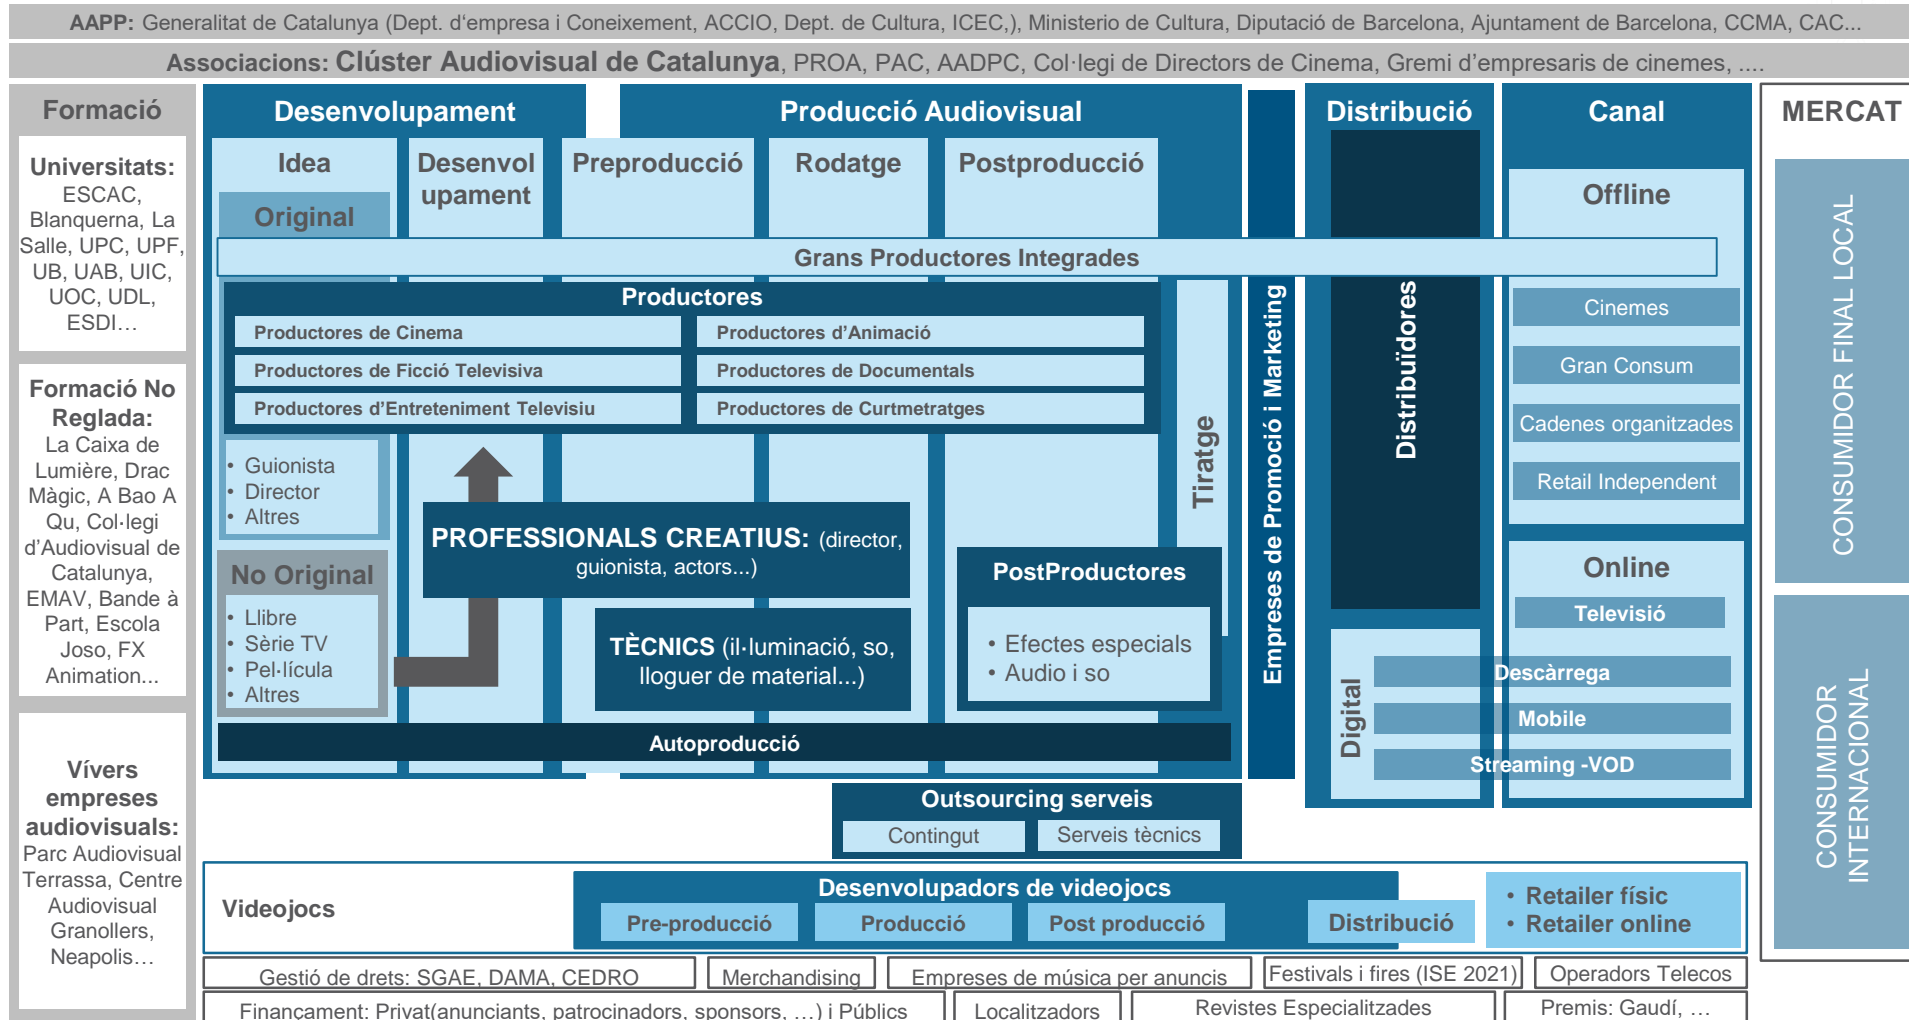 AAPP: Generalitat de Catalunya (Dept. d‘empresa i Coneixement, ACCIO, Dept. de Cultura, ICEC,), Ministerio de Cultura, Diputació de Barcelona, Ajuntament de Barcelona, CCMA, CAC...
Associacions: Clúster Audiovisual de Catalunya, PROA, PAC, AADPC, Col·legi de Directors de Cinema, Gremi d’empresaris de cinemes, ....
Formació
Universitats:
ESCAC,
Blanquerna, La
Salle, UPC, UPF,
UB, UAB, UIC,
UOC, UDL,
ESDI…
Formació No
Reglada:
La Caixa de
Lumière, Drac
Màgic, A Bao A
Qu, Col·legi
d’Audiovisual de
Catalunya,
EMAV, Bande à
Part, Escola
Joso, FX
Animation...
Vívers
empreses
audiovisuals:
Parc Audiovisual
Terrassa, Centre
Audiovisual
Granollers,
Neapolis…
Desenvolupament
Idea
Desenvol
upament
Original
Producció Audiovisual
Preproducció
Rodatge
Postproducció
Grans Productores Integrades
Productores
Productores de Cinema
Productores d’Animació
Productores de Ficció Televisiva
Productores de Documentals
Productores d’Entreteniment Televisiu
Productores de Curtmetratges
• Guionista
• Director
• Altres
No Original
• Llibre
• Sèrie TV
• Pel·lícula
• Altres
PROFESSIONALS CREATIUS: (director,
guionista, actors...)
TÈCNICS (il·luminació, so,
lloguer de material...)
PostProductores
• Efectes especials
• Audio i so
Tiratge
Autoproducció
Empreses de Promoció i Marketing
Distribució
Distribuïdores
Digital
Canal
Offline
Cinemes
Gran Consum
Cadenes organitzades
Retail Independent
Online
Televisió
Descàrrega
Mobile
Streaming -VOD
MERCAT
CONSUMIDOR FINAL LOCAL
CONSUMIDOR
INTERNACIONAL
Outsourcing serveis
Contingut
Serveis tècnics
Videojocs
Desenvolupadors de videojocs
Pre-producció
Producció
Post producció
Distribució
• Retailer físic
• Retailer online
Gestió de drets: SGAE, DAMA, CEDRO
Merchandising
Empreses de música per anuncis
Festivals i fires (ISE 2021)
Operadors Telecos
Finançament: Privat(anunciants, patrocinadors, sponsors, …) i Públics
Localitzadors
Revistes Especialitzades
Premis: Gaudí, …